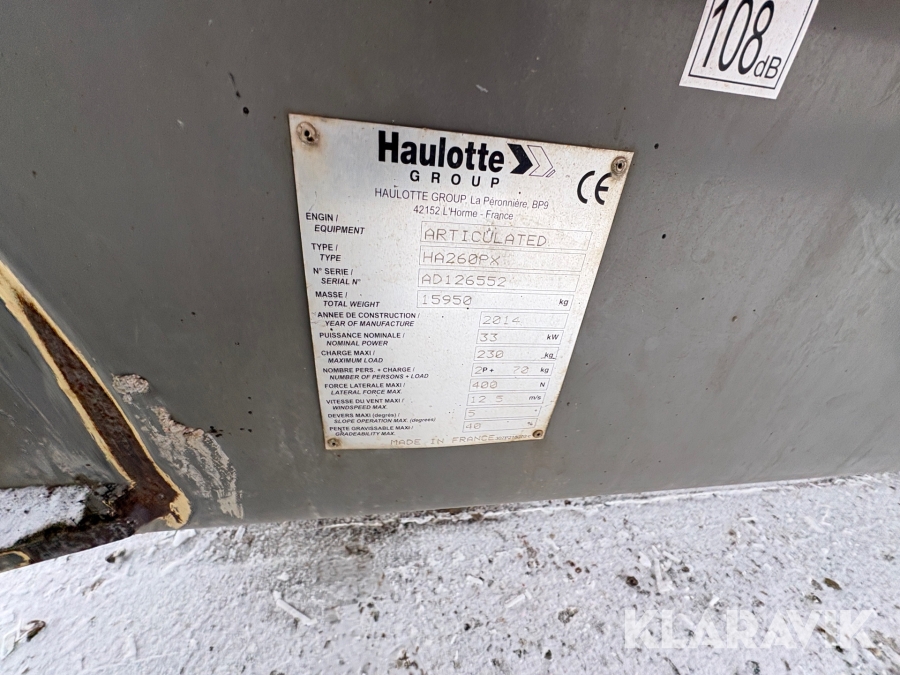 108dB
Haulotte
GROUP
CE
HAULOTTE GROUP, La Péronnière, BP9
42152 L'Horme - France
ENGIN /
EQUIPMENT
ARTICULATED
TYPE /
TYPE
HA260PX
N° SERIE /
SERIAL N°
AD126552
MASSE /
TOTAL WEIGHT
15950 kg
ANNEE DE CONSTRUCTION /
YEAR OF MANUFACTURE
2014
PUISSANCE NOMINALE /
NOMINAL POWER
33 kW
CHARGE MAXI /
MAXIMUM LOAD
230 kg
NOMBRE PERS. + CHARGE /
NUMBER OF PERSONS + LOAD
2P + 70 kg
FORCE LATERALE MAXI /
LATERAL FORCE MAX.
400 N
VITESSE DU VENT MAXI /
WINDSPEED MAX.
12 5 m/s
DEVERS MAXI (degrés) /
SLOPE OPERATION MAX. (degrees)
5 °
PENTE GRAVISSABLE MAXI /
GRADEABILITY MAX.
40 %
MADE IN FRANCE
KLARAVIK